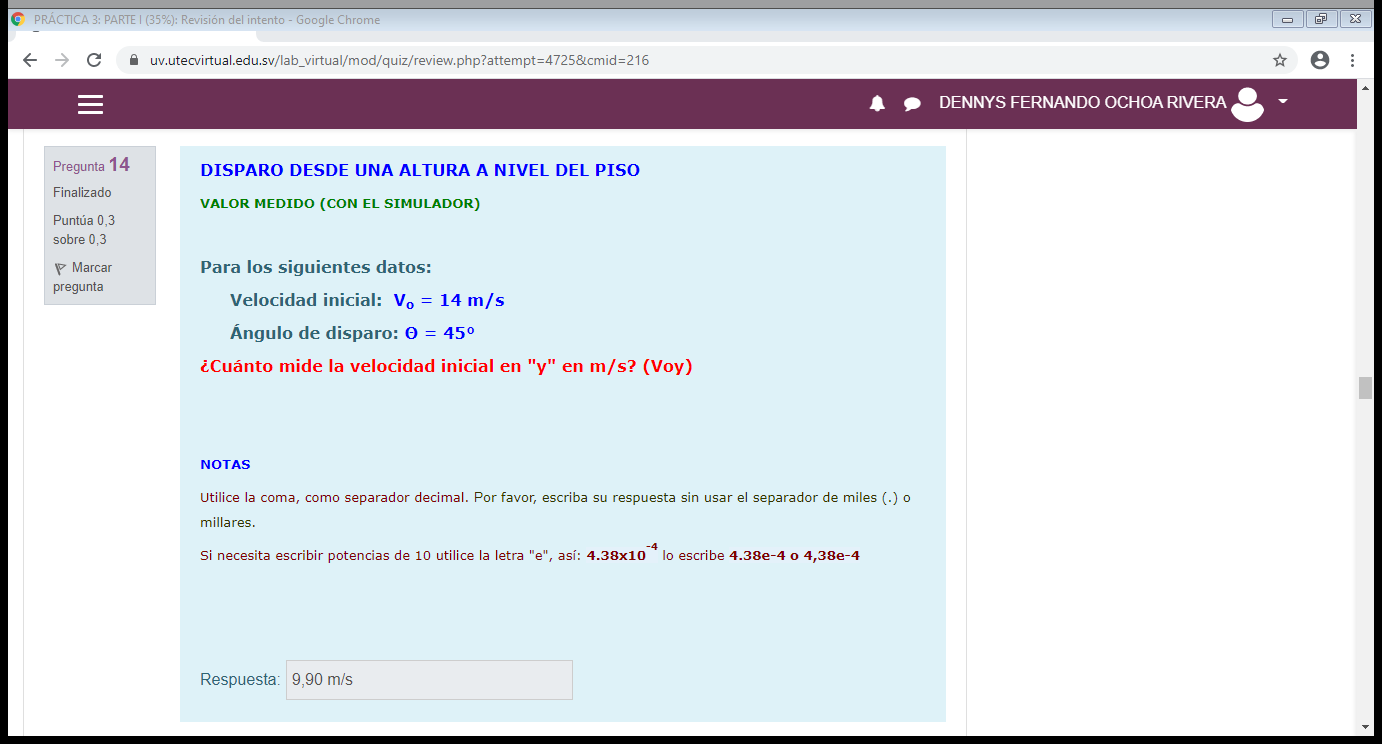 PRÁCTICA 3: PARTE I (35%): Revisión del intento - Google Chrome
uv.utecvirtual.edu.sv/lab_virtual/mod/quiz/review.php?attempt=4725&cmid=216
DENNYS FERNANDO OCHOA RIVERA
Pregunta 14
Finalizado
Puntúa 0,3
sobre 0,3
Marcar
pregunta
DISPARO DESDE UNA ALTURA A NIVEL DEL PISO
VALOR MEDIDO (CON EL SIMULADOR)
Para los siguientes datos:
Velocidad inicial: Vo = 14 m/s
Ángulo de disparo: Θ = 45º
¿Cuánto mide la velocidad inicial en "y" en m/s? (Voy)
NOTAS
Utilice la coma, como separador decimal. Por favor, escriba su respuesta sin usar el separador de miles (.) o
millares.
Si necesita escribir potencias de 10 utilice la letra "e", así: 4.38x10-4 lo escribe 4.38e-4 o 4,38e-4
Respuesta: 9,90 m/s